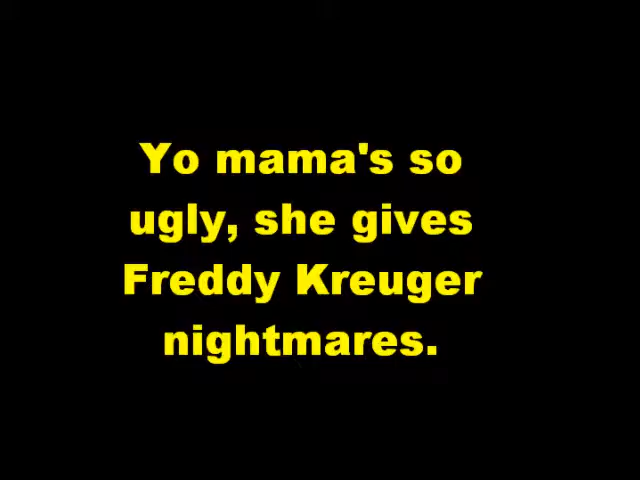 Yo mama's so
ugly, she gives
Freddy Kreuger
nightmares.